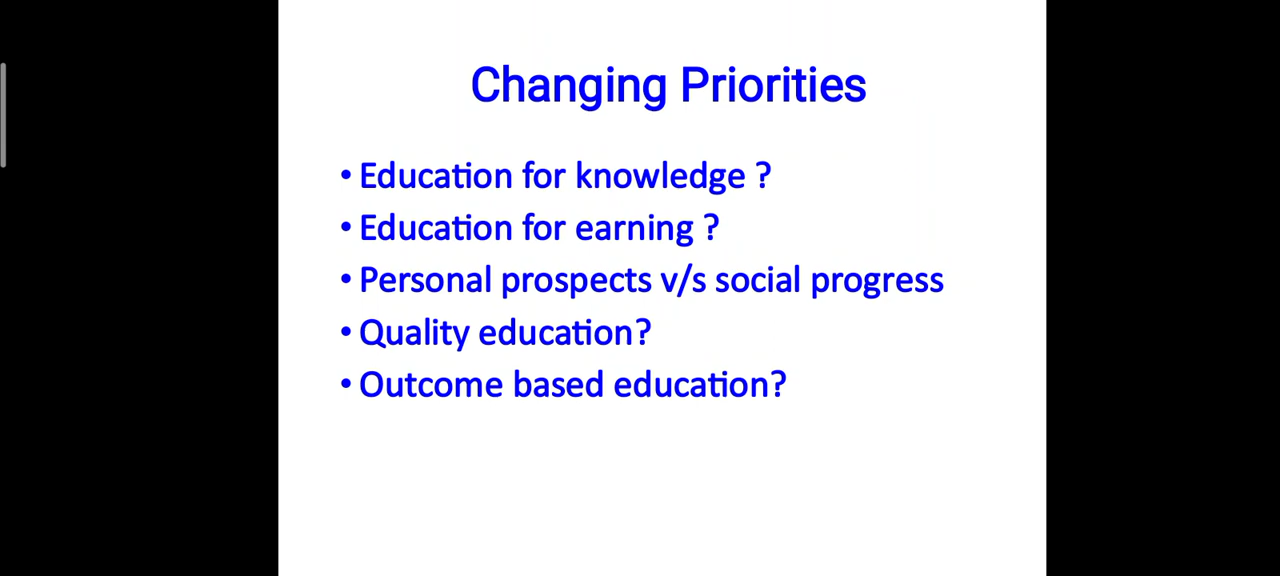 Changing Priorities
• Education for knowledge ?
• Education for earning ?
• Personal prospects v/s social progress
• Quality education?
• Outcome based education?